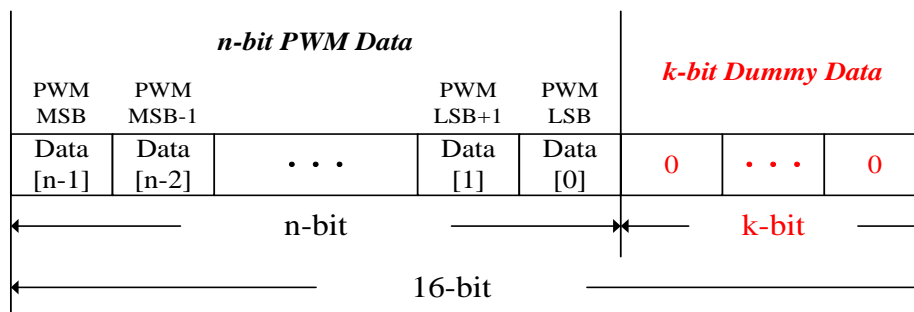 n-bit PWM Data
k-bit Dummy Data
PWM MSB
PWM MSB-1
PWM LSB+1
PWM LSB
Data [n-1]
Data [n-2]
. . .
Data [1]
Data [0]
0
. . .
0
n-bit
k-bit
16-bit